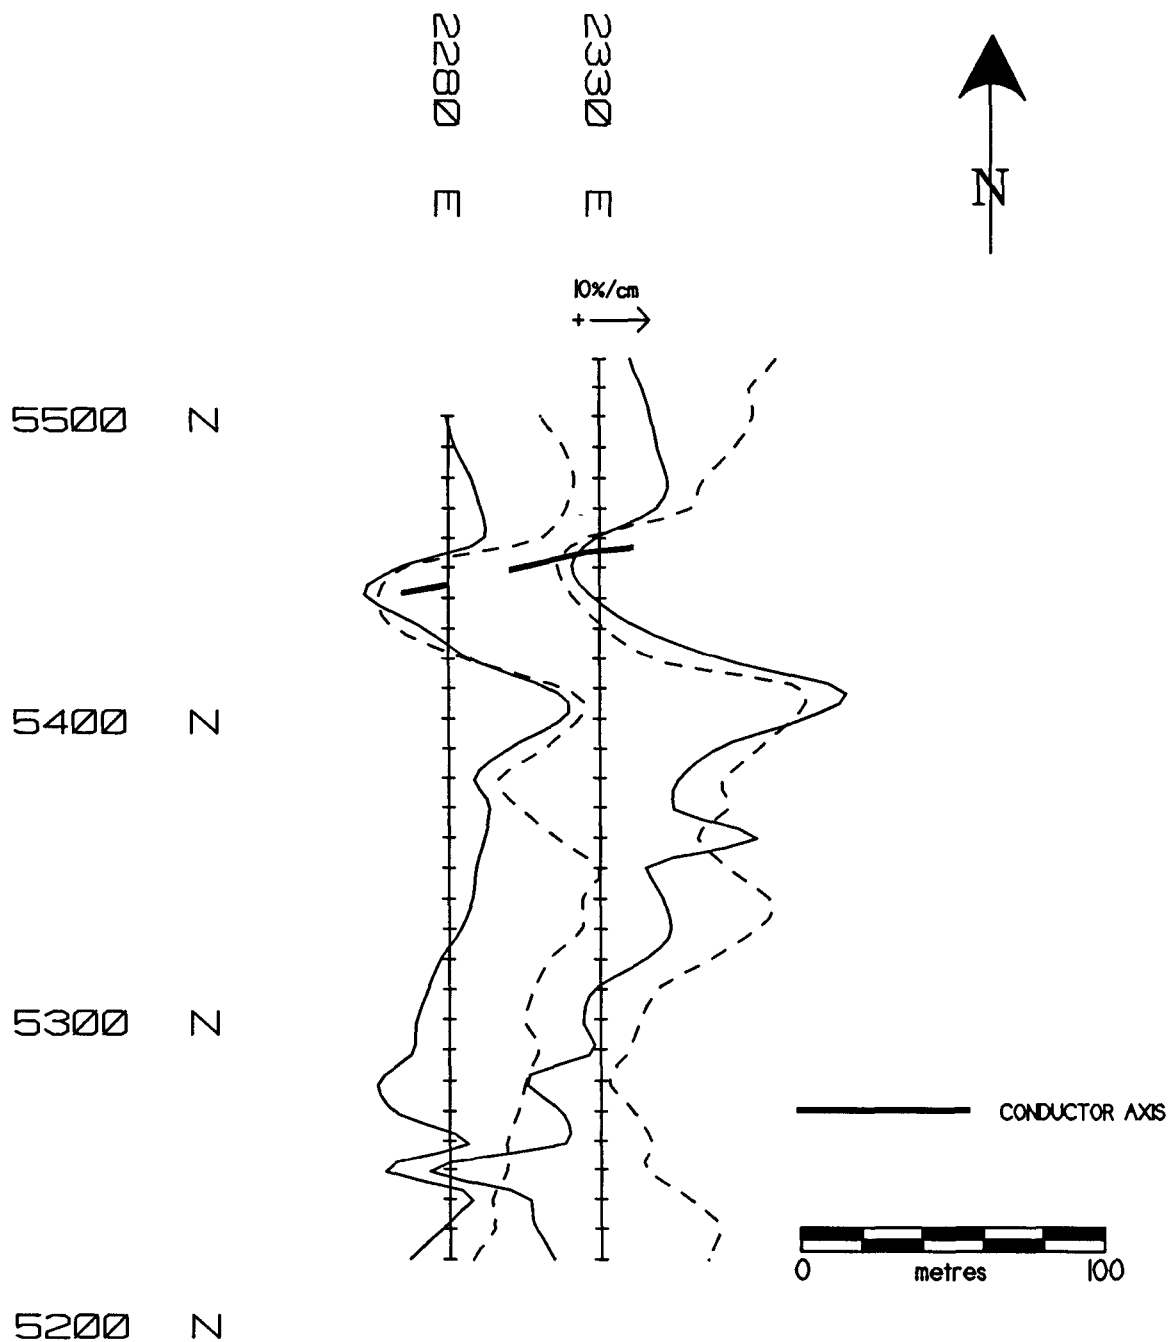 2280 E
2330 E
N
10%/cm
+
5500 N
5400 N
5300 N
CONDUCTOR AXIS
0 100
metres
5200 N